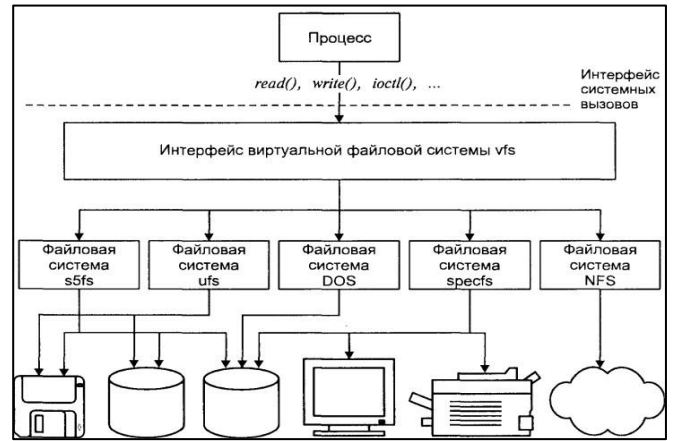 Процесс
read(), write(), ioctl(), ...
Интерфейс
системных
вызовов
Интерфейс виртуальной файловой системы vfs
Файловая
система
s5fs
Файловая
система
ufs
Файловая
система
DOS
Файловая
система
specfs
Файловая
система
NFS